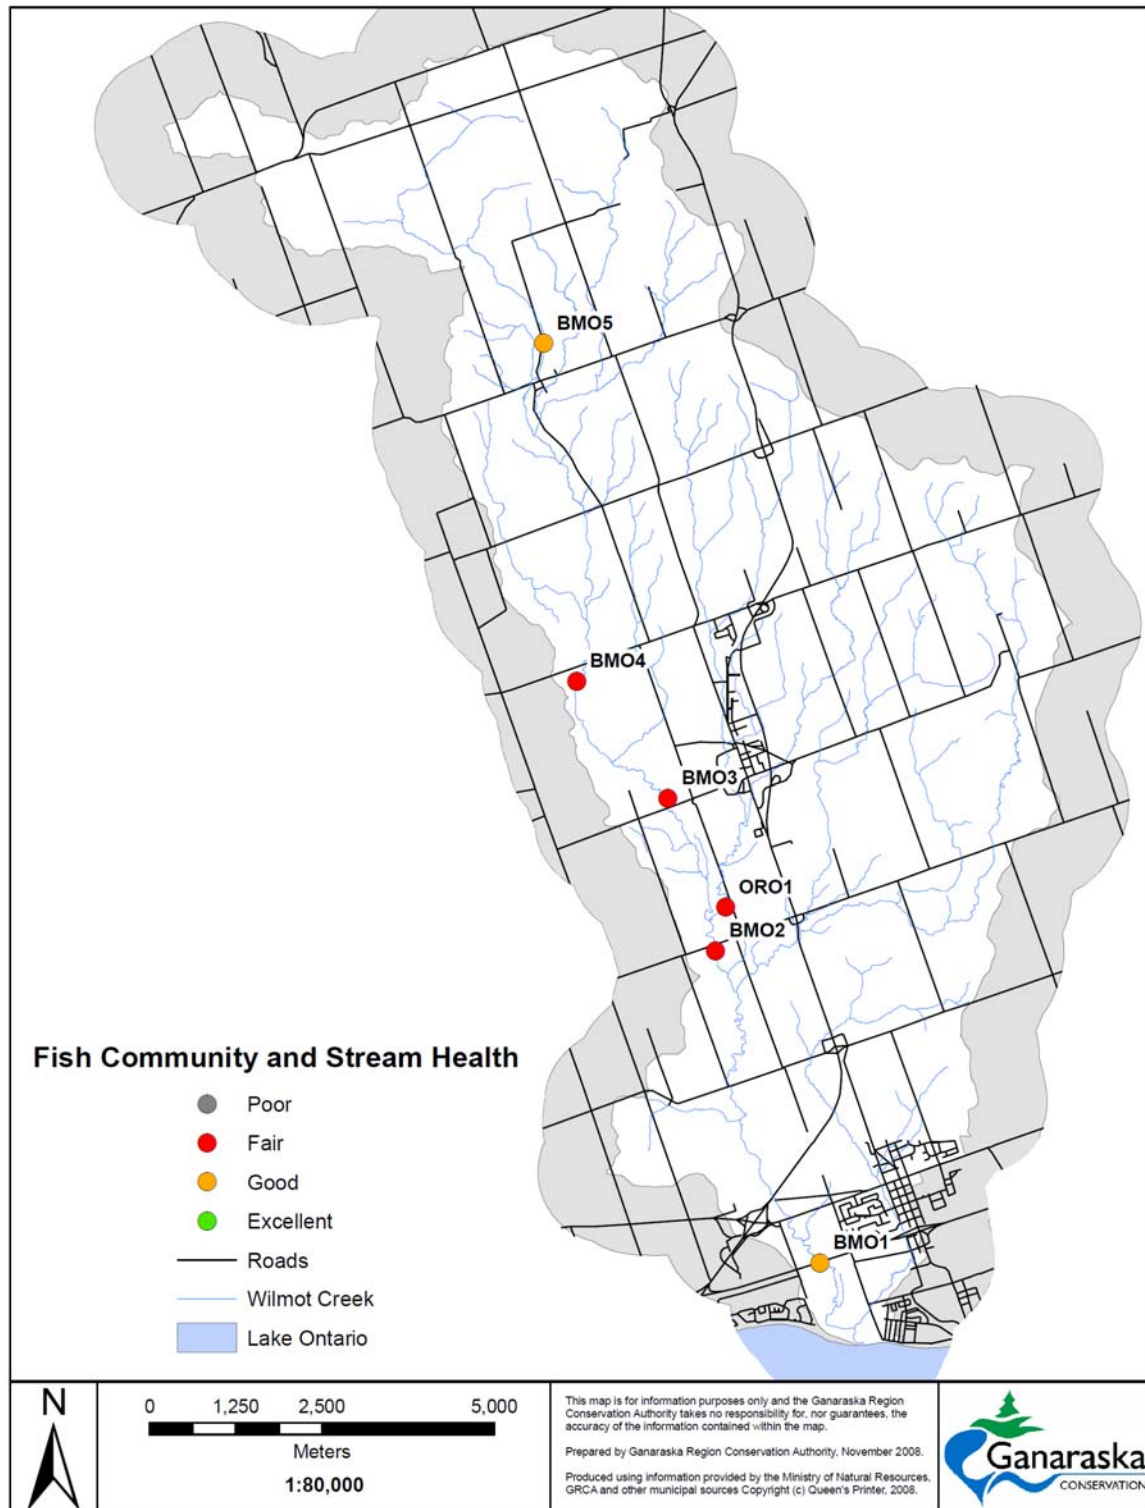 BMO5
BMO4
BMO3
ORO1
BMO2
BMO1
Fish Community and Stream Health
Poor
Fair
Good
Excellent
Roads
Wilmot Creek
Lake Ontario
N
0 1,250 2,500 5,000
Meters
1:80,000
This map is for information purposes only and the Ganaraska Region
Conservation Authority takes no responsibility for, nor guarantees, the
accuracy of the information contained within the map.
Prepared by Ganaraska Region Conservation Authority, November 2008.
Produced using information provided by the Ministry of Natural Resources,
GRCA and other municipal sources Copyright (c) Queen's Printer, 2008.
Ganaraska
CONSERVATION